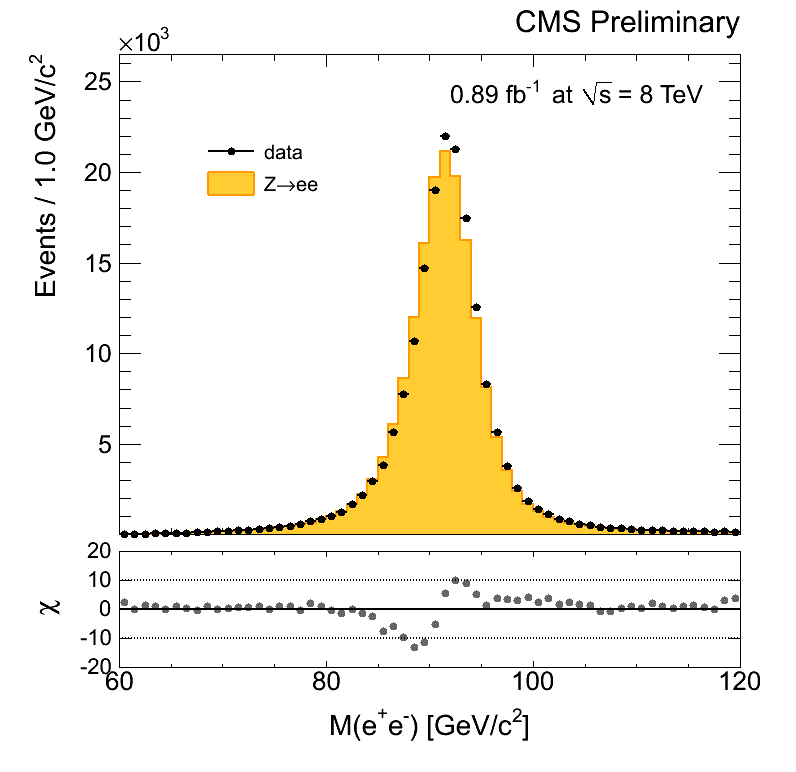 CMS Preliminary
×10³
0.89 fb⁻¹ at √s = 8 TeV
data
Z→ee
Events / 1.0 GeV/c²
25
20
15
10
5
χ
20
10
0
-10
-20
60 80 100 120
M(e⁺e⁻) [GeV/c²]